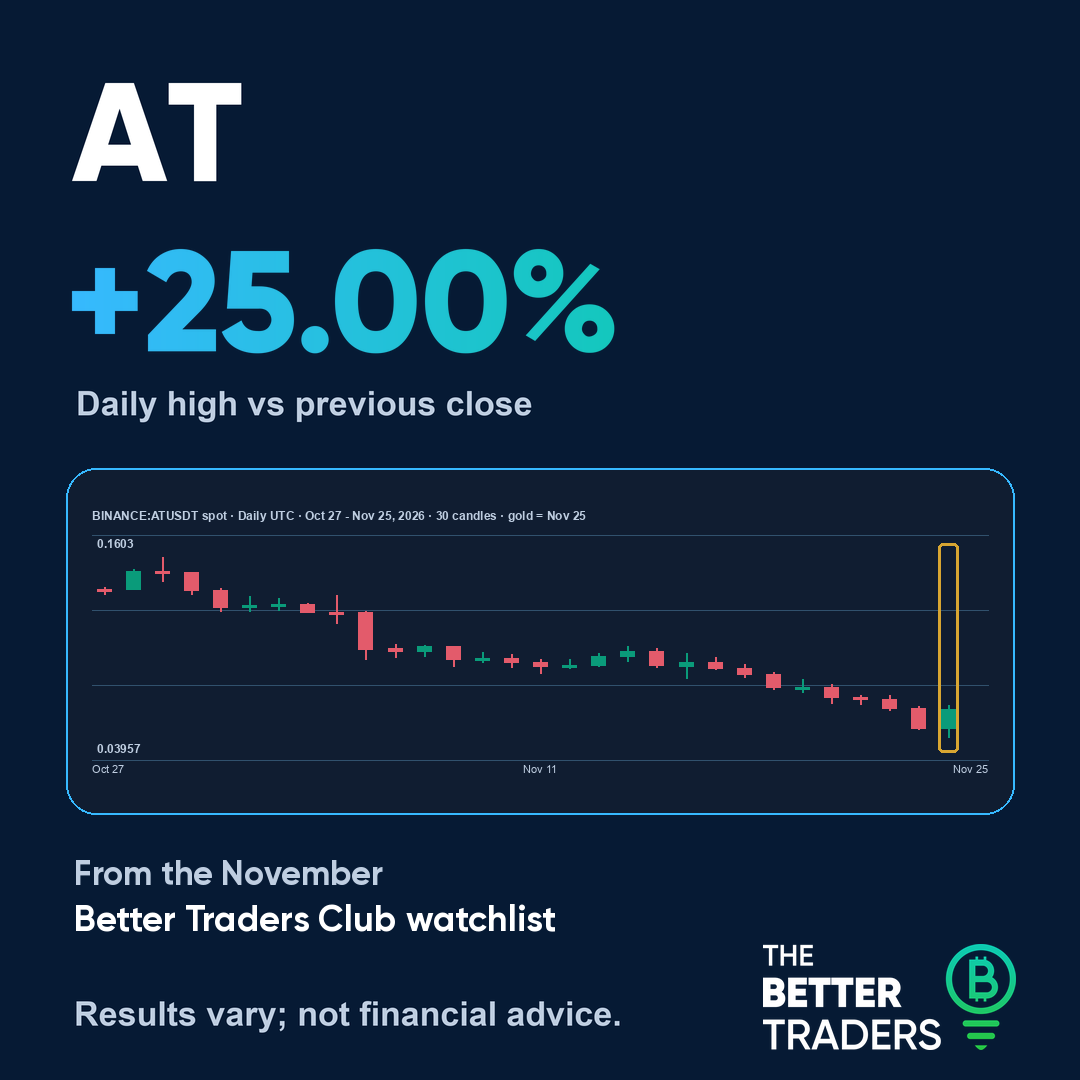 AT
+25.00%
Daily high vs previous close
BINANCE:ATUSDT spot · Daily UTC · Oct 27 - Nov 25, 2026 · 30 candles · gold = Nov 25
0.1603
0.03957
Oct 27
Nov 11
Nov 25
From the November
Better Traders Club watchlist
Results vary; not financial advice.
THE
BETTER
TRADERS